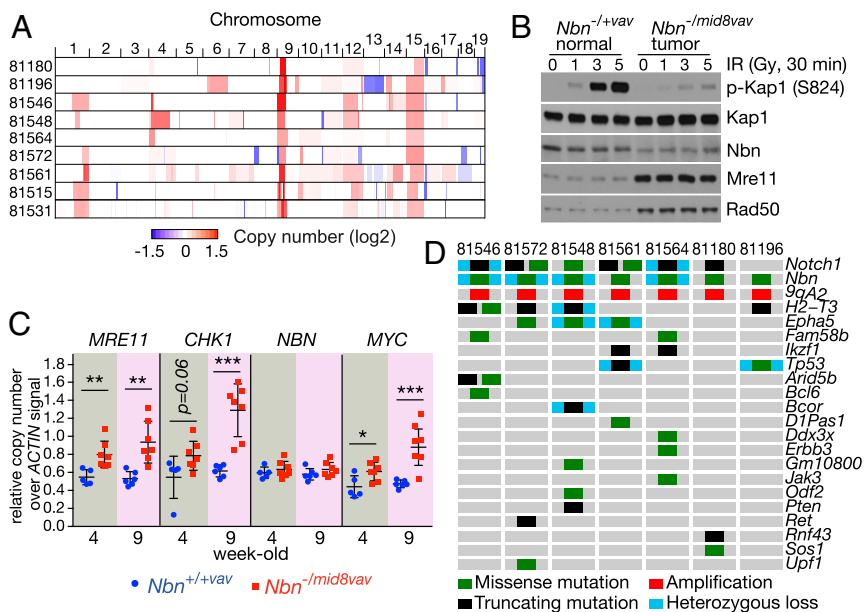 A
Chromosome
1 2 3 4 5 6 7 8 9 10 11 12 13 14 15 16 17 18 19
81180
81196
81546
81548
81564
81572
81561
81515
81531
-1.5 0 1.5
Copy number (log2)
B
Nbn-/+vav Nbn-/mid8vav
normal tumor
0 1 3 5 0 1 3 5 IR (Gy, 30 min)
p-Kap1 (S824)
Kap1
Nbn
Mre11
Rad50
C
MRE11 CHK1 NBN MYC
relative copy number
over ACTIN signal
1.8
1.6
1.4
1.2
1.0
0.8
0.6
0.4
0.2
0.0
** ** p=0.06 *** * ***
4 9 4 9 4 9 4 9
week-old
Nbn+/+vav Nbn-/mid8vav
D
81546 81572 81548 81561 81564 81180 81196
Notch1
Nbn
9qA2
H2-T3
Epha5
Fam58b
Ikzf1
Tp53
Arid5b
Bcl6
Bcor
D1Pas1
Ddx3x
Erbb3
Gm10800
Jak3
Odf2
Pten
Ret
Rnf43
Sos1
Upf1
Missense mutation Amplification
Truncating mutation Heterozygous loss